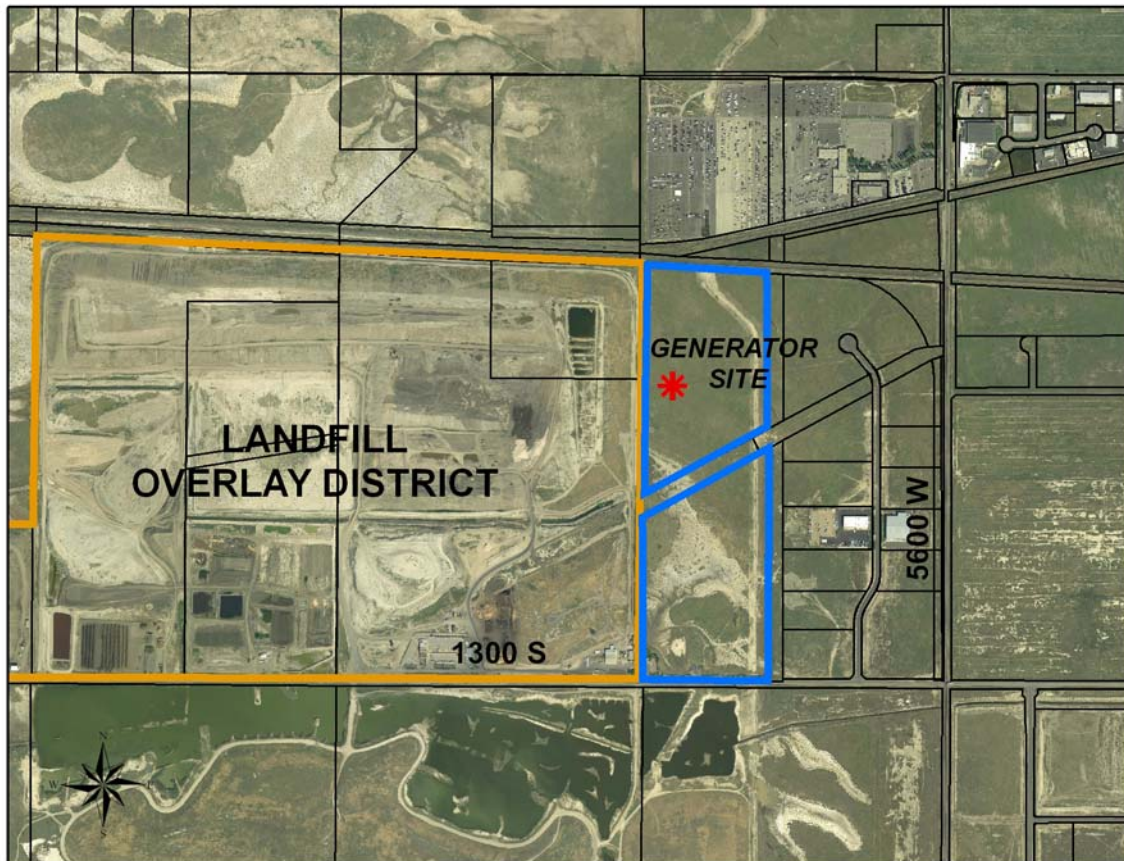 GENERATOR
SITE
LANDFILL
OVERLAY DISTRICT
5600 W
1300 S
N
W
E
S